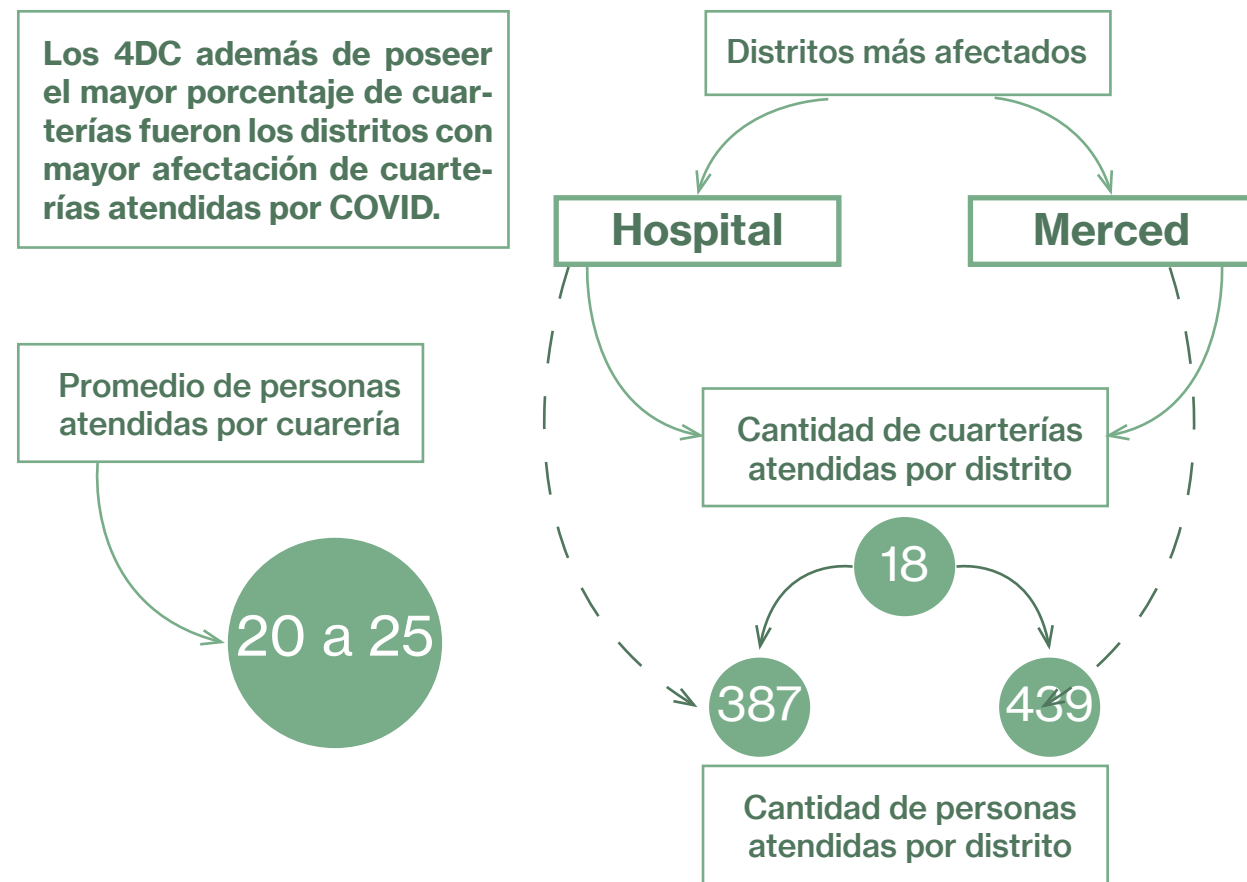 Los 4DC además de poseer
el mayor porcentaje de cuar-
terías fueron los distritos con
mayor afectación de cuarte-
rías atendidas por COVID.
Distritos más afectados
Hospital
Merced
Promedio de personas
atendidas por cuarería
20 a 25
Cantidad de cuarterías
atendidas por distrito
18
387
439
Cantidad de personas
atendidas por distrito